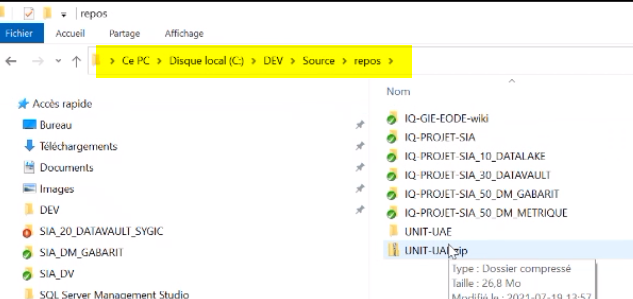 repos
Fichier Accueil Partage Affichage
Ce PC > Disque local (C:) > DEV > Source > repos >
Nom
Accès rapide
Bureau
Téléchargements
Documents
Images
DEV
SIA_20_DATAVAULT_SYGIC
SIA_DM_GABARIT
SIA_DV
SQL Server Management Studio
IQ-GIE-EODE-wiki
IQ-PROJET-SIA
IQ-PROJET-SIA_10_DATALAKE
IQ-PROJET-SIA_30_DATAVAULT
IQ-PROJET-SIA_50_DM_GABARIT
IQ-PROJET-SIA_50_DM_METRIQUE
UNIT-UAE
UNIT-UAE.zip
Type : Dossier compressé
Taille : 26,8 Mo
Modifié le : 2021-07-19 13:57